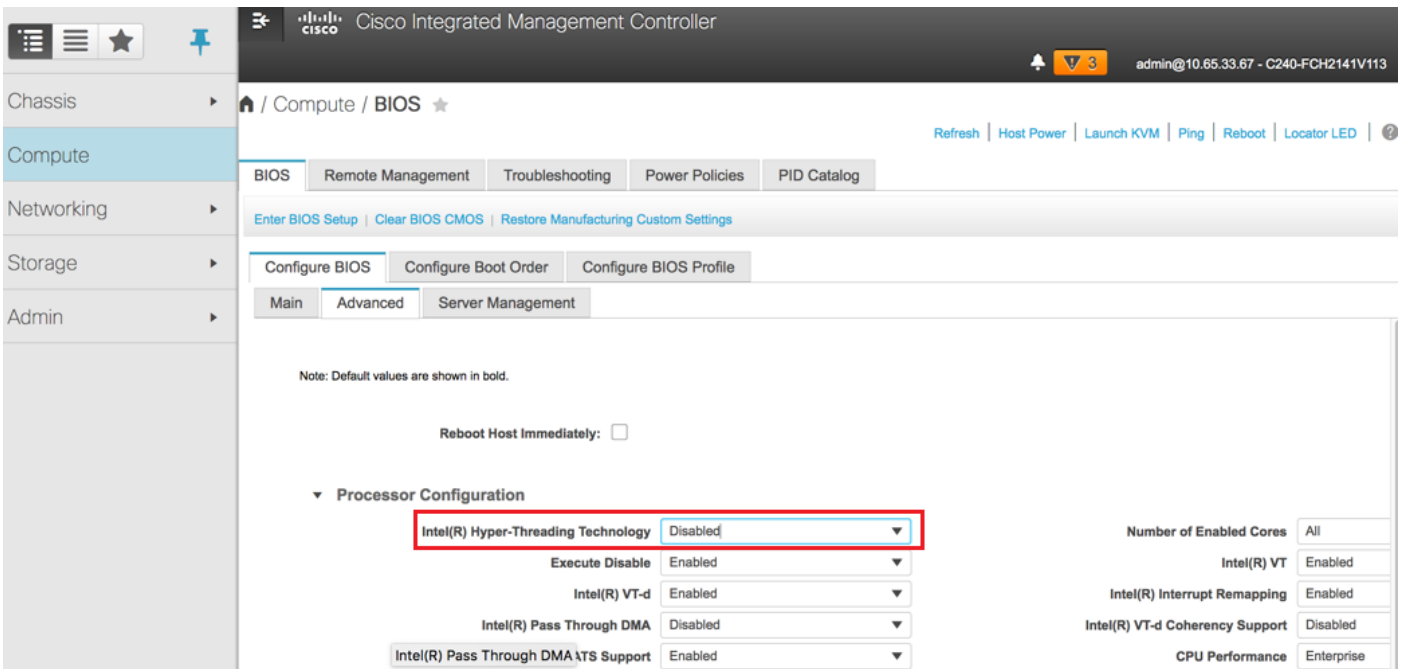 cisco Cisco Integrated Management Controller
3 admin@10.65.33.67 - C240-FCH2141V113
Chassis
Compute
Networking
Storage
Admin
/ Compute / BIOS
Refresh | Host Power | Launch KVM | Ping | Reboot | Locator LED | ?
BIOS Remote Management Troubleshooting Power Policies PID Catalog
Enter BIOS Setup | Clear BIOS CMOS | Restore Manufacturing Custom Settings
Configure BIOS Configure Boot Order Configure BIOS Profile
Main Advanced Server Management
Note: Default values are shown in bold.
Reboot Host Immediately:
Processor Configuration
Intel(R) Hyper-Threading Technology Disabled Number of Enabled Cores All
Execute Disable Enabled Intel(R) VT Enabled
Intel(R) VT-d Enabled Intel(R) Interrupt Remapping Enabled
Intel(R) Pass Through DMA Disabled Intel(R) VT-d Coherency Support Disabled
Intel(R) Pass Through DMA ATS Support Enabled CPU Performance Enterprise